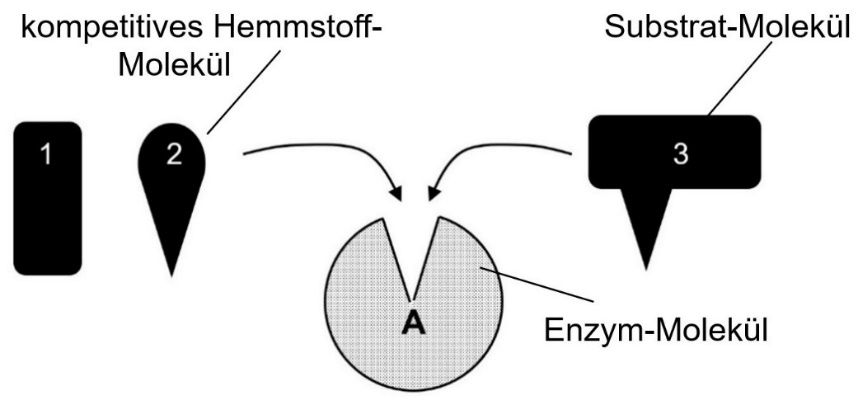 kompetitives Hemmstoff-
Molekül
Substrat-Molekül
1
2
3
A
Enzym-Molekül